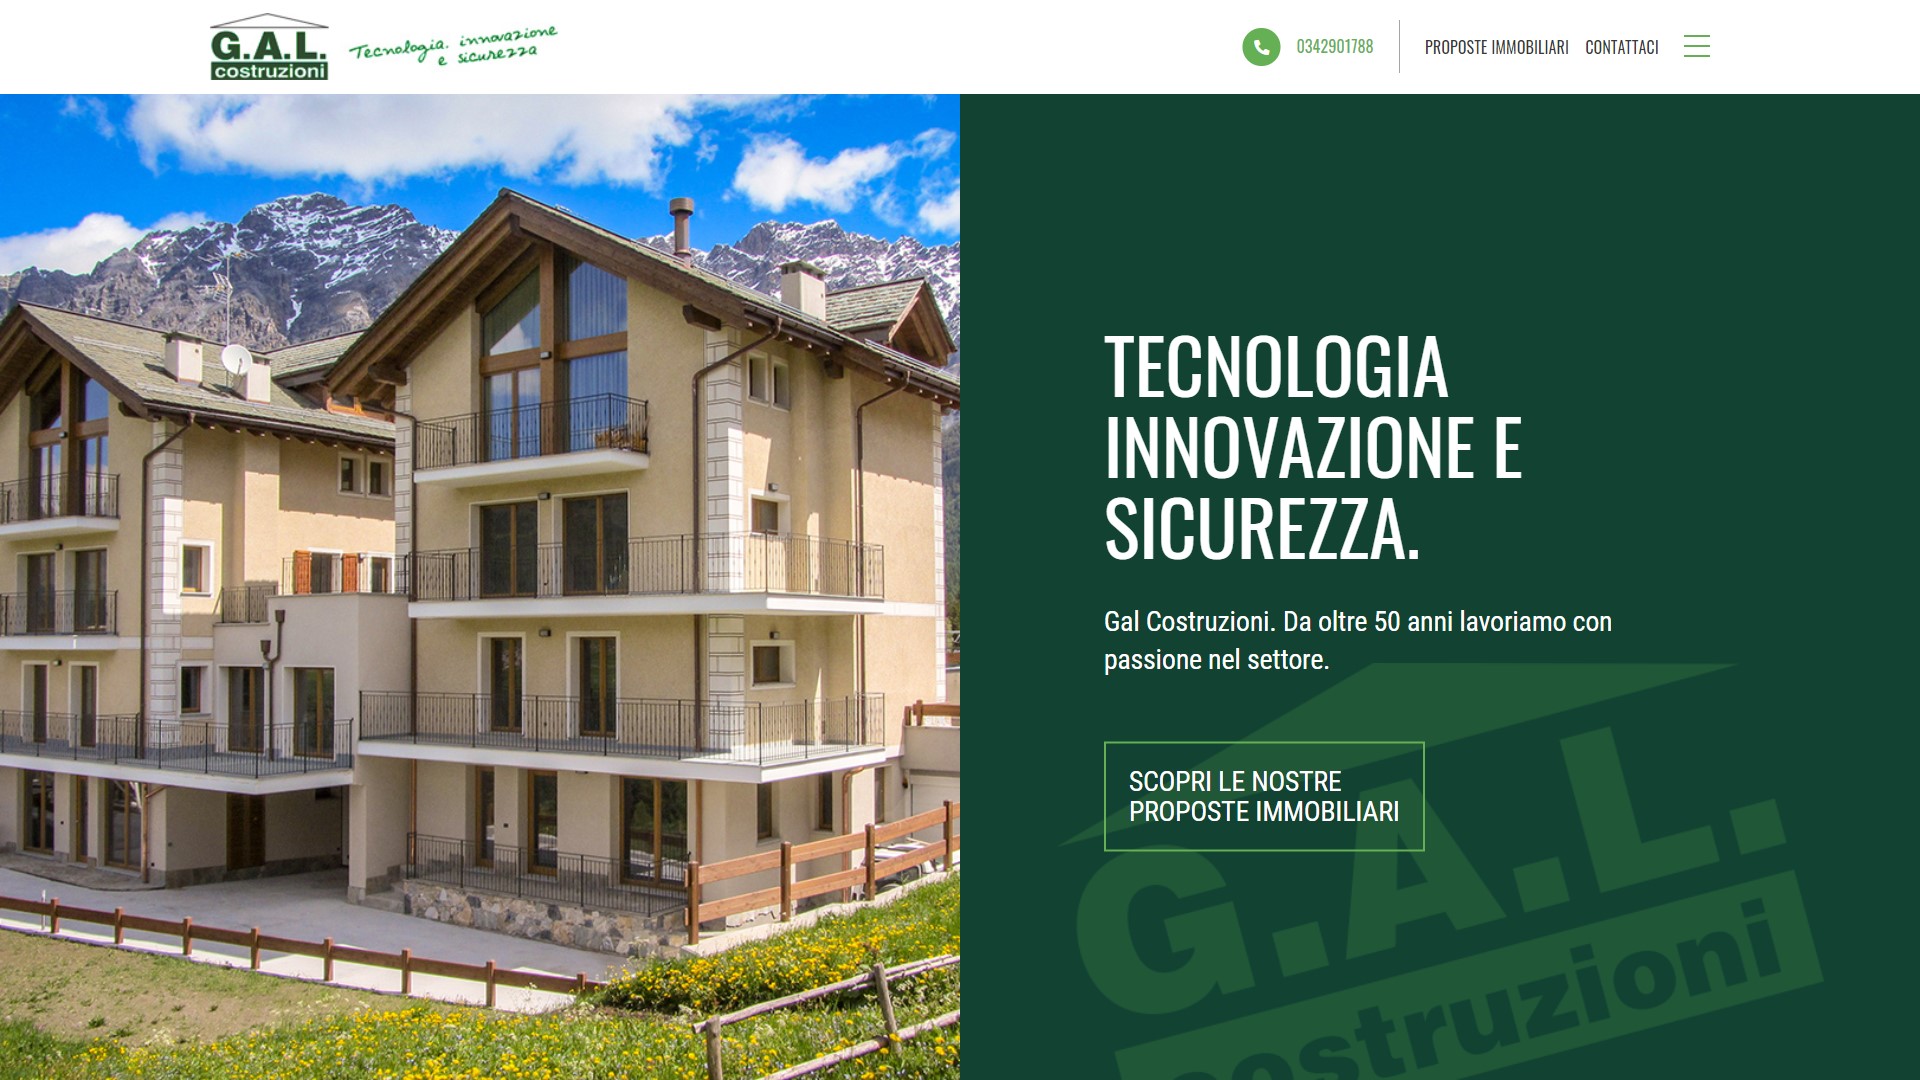 G.A.L.
costruzioni
Tecnologia. innovazione
e sicurezza
0342901788
PROPOSTE IMMOBILIARI
CONTATTACI
TECNOLOGIA
INNOVAZIONE E
SICUREZZA.
Gal Costruzioni. Da oltre 50 anni lavoriamo con
passione nel settore.
SCOPRI LE NOSTRE
PROPOSTE IMMOBILIARI
G.A.L.
costruzioni